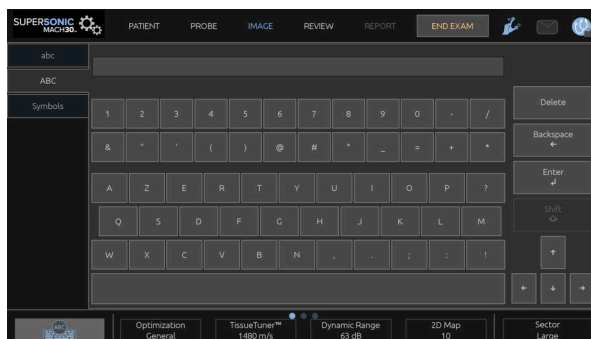 SUPERSONIC
MACH30
PATIENT PROBE IMAGE REVIEW REPORT END EXAM
abc
ABC
Symbols
1 2 3 4 5 6 7 8 9 0 - /
Delete
& " ' ( ) @ # * _ = + *
Backspace
←
A Z E R T Y U I O P ?
Enter
↵
Q S D F G H J K L M
Shift
W X C V B N , . ; : !
↑
← ↓ →
ABC
Optimization TissueTuner™ Dynamic Range 2D Map Sector
General 1480 m/s 63 dB 10 Large